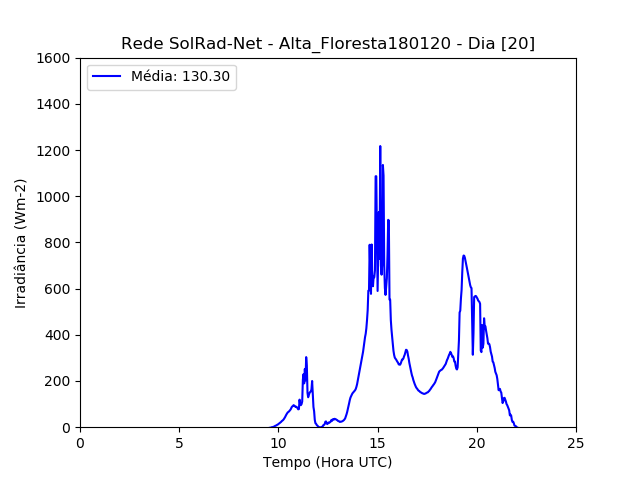 Rede SolRad-Net - Alta_Floresta180120 - Dia [20]
Média: 130.30
Irradiância (Wm-2)
1600
1400
1200
1000
800
600
400
200
0
0 5 10 15 20 25
Tempo (Hora UTC)